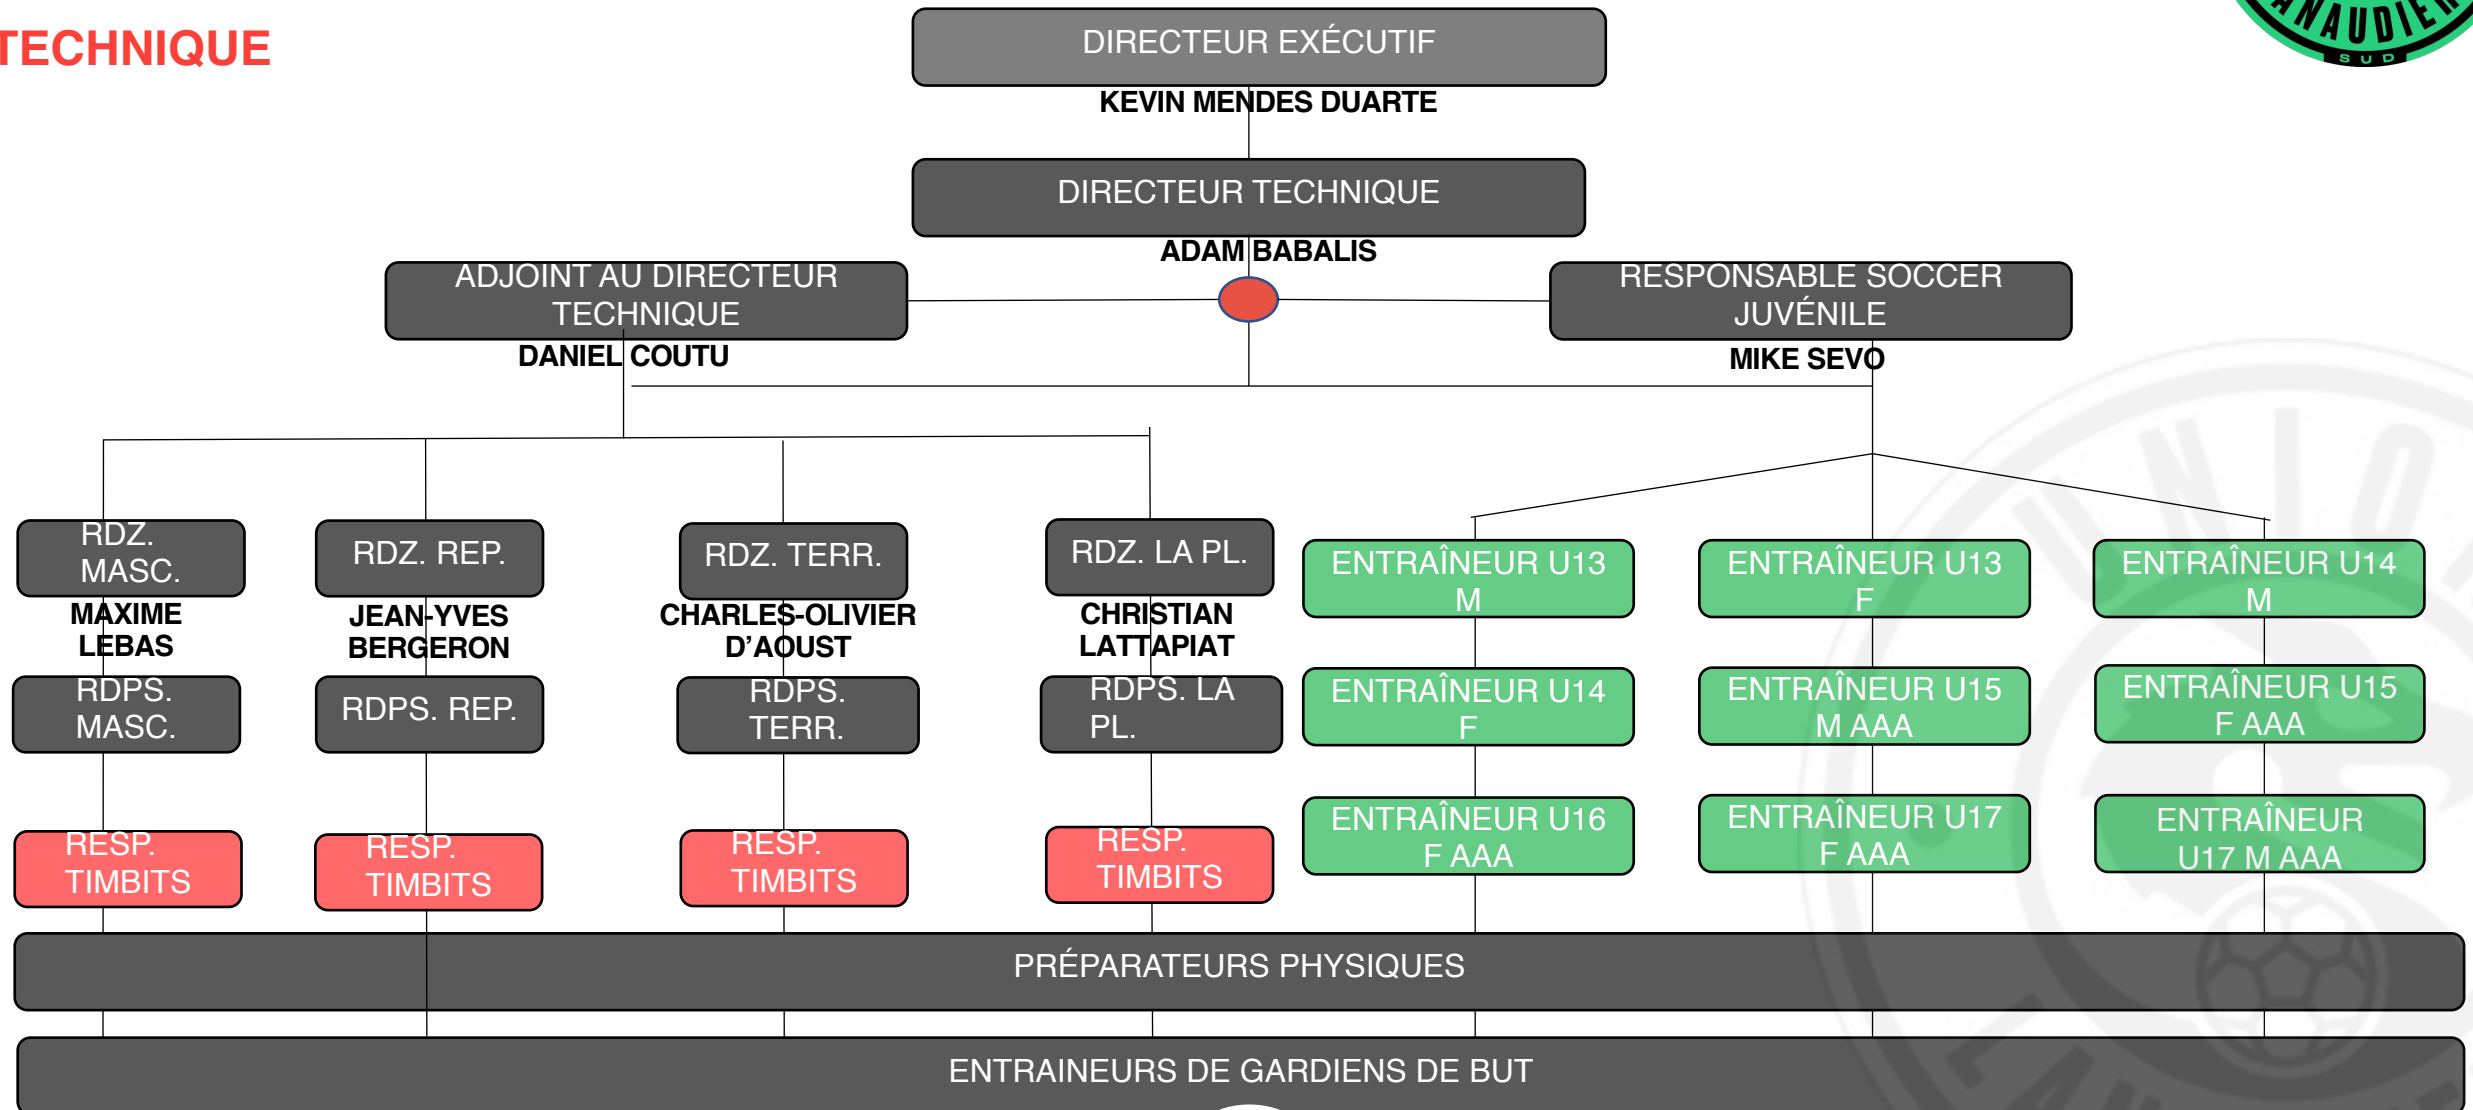 TECHNIQUE
DIRECTEUR EXÉCUTIF
KEVIN MENDES DUARTE
DIRECTEUR TECHNIQUE
ADAM BABALIS
ADJOINT AU DIRECTEUR
TECHNIQUE
DANIEL COUTU
RESPONSABLE SOCCER
JUVÉNILE
MIKE SEVO
RDZ.
MASC.
MAXIME
LEBAS
RDZ. REP.
JEAN-YVES
BERGERON
RDZ. TERR.
CHARLES-OLIVIER
D'AOUST
RDZ. LA PL.
CHRISTIAN
LATTAPIAT
ENTRAÎNEUR U13
M
ENTRAÎNEUR U13
F
ENTRAÎNEUR U14
M
RDPS.
MASC.
RDPS. REP.
RDPS.
TERR.
RDPS. LA
PL.
ENTRAÎNEUR U14
F
ENTRAÎNEUR U15
M AAA
ENTRAÎNEUR U15
F AAA
RESP.
TIMBITS
RESP.
TIMBITS
RESP.
TIMBITS
RESP.
TIMBITS
ENTRAÎNEUR U16
F AAA
ENTRAÎNEUR U17
F AAA
ENTRAÎNEUR
U17 M AAA
PRÉPARATEURS PHYSIQUES
ENTRAINEURS DE GARDIENS DE BUT
SUD